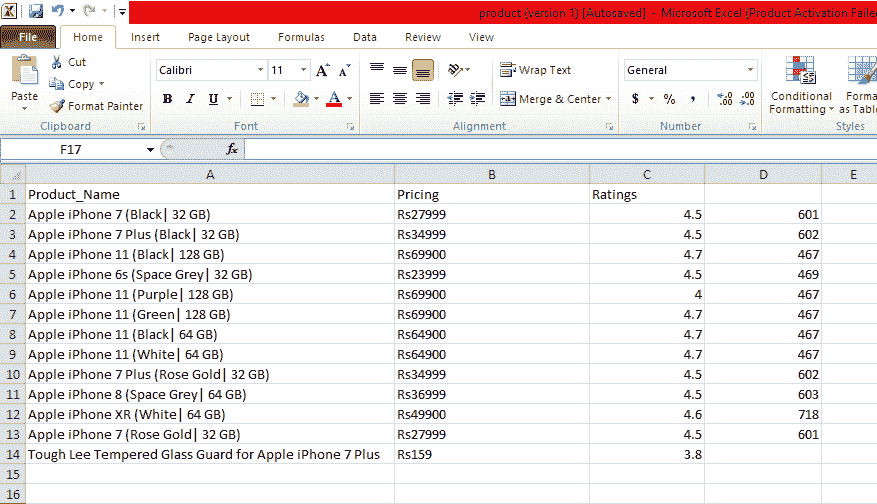 product (version 1) [Autosaved] - Microsoft Excel (Product Activation Faile
File Home Insert Page Layout Formulas Data Review View
Paste
Cut
Copy
Format Painter
Clipboard
Calibri 11 A A
B I U A
Font
Wrap Text
Merge & Center
Alignment
General
$ % ,
.0 .00 .00 .0
Number
Conditional Formatting
Forma
as Table
Styles
F17 fx
A B C D E
1 Product_Name Pricing Ratings
2 Apple iPhone 7 (Black| 32 GB) Rs27999 4.5 601
3 Apple iPhone 7 Plus (Black| 32 GB) Rs34999 4.5 602
4 Apple iPhone 11 (Black| 128 GB) Rs69900 4.7 467
5 Apple iPhone 6s (Space Grey| 32 GB) Rs23999 4.5 469
6 Apple iPhone 11 (Purple| 128 GB) Rs69900 4 467
7 Apple iPhone 11 (Green| 128 GB) Rs69900 4.7 467
8 Apple iPhone 11 (Black| 64 GB) Rs64900 4.7 467
9 Apple iPhone 11 (White| 64 GB) Rs64900 4.7 467
10 Apple iPhone 7 Plus (Rose Gold| 32 GB) Rs34999 4.5 602
11 Apple iPhone 8 (Space Grey| 64 GB) Rs36999 4.5 603
12 Apple iPhone XR (White| 64 GB) Rs49900 4.6 718
13 Apple iPhone 7 (Rose Gold| 32 GB) Rs27999 4.5 601
14 Tough Lee Tempered Glass Guard for Apple iPhone 7 Plus Rs159 3.8
15
16